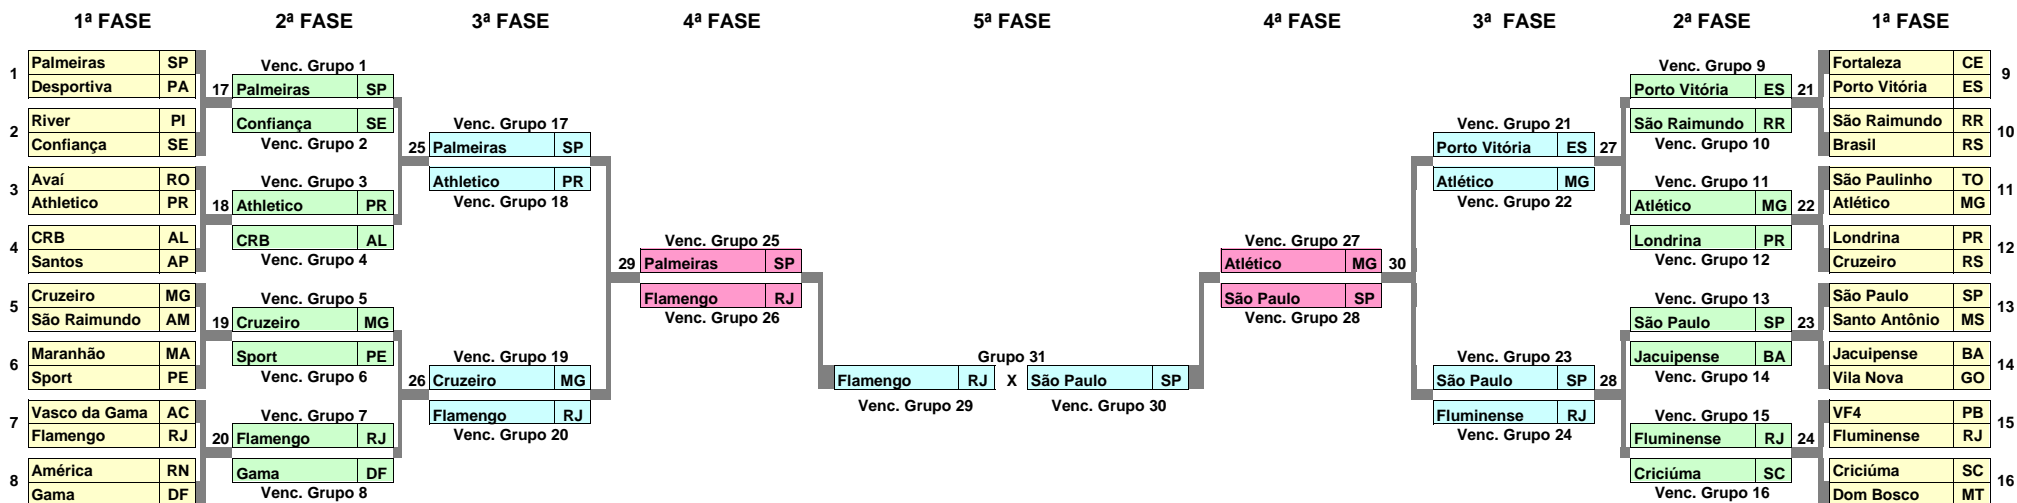 1ª FASE 2ª FASE 3ª FASE 4ª FASE 5ª FASE 4ª FASE 3ª FASE 2ª FASE 1ª FASE
1
Palmeiras SP
Desportiva PA
2
River PI
Confiança SE
3
Avaí RO
Athletico PR
4
CRB AL
Santos AP
5
Cruzeiro MG
São Raimundo AM
6
Maranhão MA
Sport PE
7
Vasco da Gama AC
Flamengo RJ
8
América RN
Gama DF
Venc. Grupo 1
17 Palmeiras SP
Confiança SE
Venc. Grupo 2
Venc. Grupo 3
18 Athletico PR
CRB AL
Venc. Grupo 4
Venc. Grupo 5
19 Cruzeiro MG
Sport PE
Venc. Grupo 6
Venc. Grupo 7
20 Flamengo RJ
Gama DF
Venc. Grupo 8
Venc. Grupo 17
25 Palmeiras SP
Athletico PR
Venc. Grupo 18
Venc. Grupo 19
26 Cruzeiro MG
Flamengo RJ
Venc. Grupo 20
Venc. Grupo 25
29 Palmeiras SP
Flamengo RJ
Venc. Grupo 26
Grupo 31
Flamengo RJ X São Paulo SP
Venc. Grupo 29 Venc. Grupo 30
Venc. Grupo 27
Atlético MG 30
São Paulo SP
Venc. Grupo 28
Venc. Grupo 21
Porto Vitória ES 27
Atlético MG
Venc. Grupo 22
Venc. Grupo 23
São Paulo SP 28
Fluminense RJ
Venc. Grupo 24
Venc. Grupo 9
Porto Vitória ES 21
São Raimundo RR
Venc. Grupo 10
Venc. Grupo 11
Atlético MG 22
Londrina PR
Venc. Grupo 12
Venc. Grupo 13
São Paulo SP 23
Jacuipense BA
Venc. Grupo 14
Venc. Grupo 15
Fluminense RJ 24
Criciúma SC
Venc. Grupo 16
Fortaleza CE
Porto Vitória ES
9
São Raimundo RR
Brasil RS
10
São Paulinho TO
Atlético MG
11
Londrina PR
Cruzeiro RS
12
São Paulo SP
Santo Antônio MS
13
Jacuipense BA
Vila Nova GO
14
VF4 PB
Fluminense RJ
15
Criciúma SC
Dom Bosco MT
16